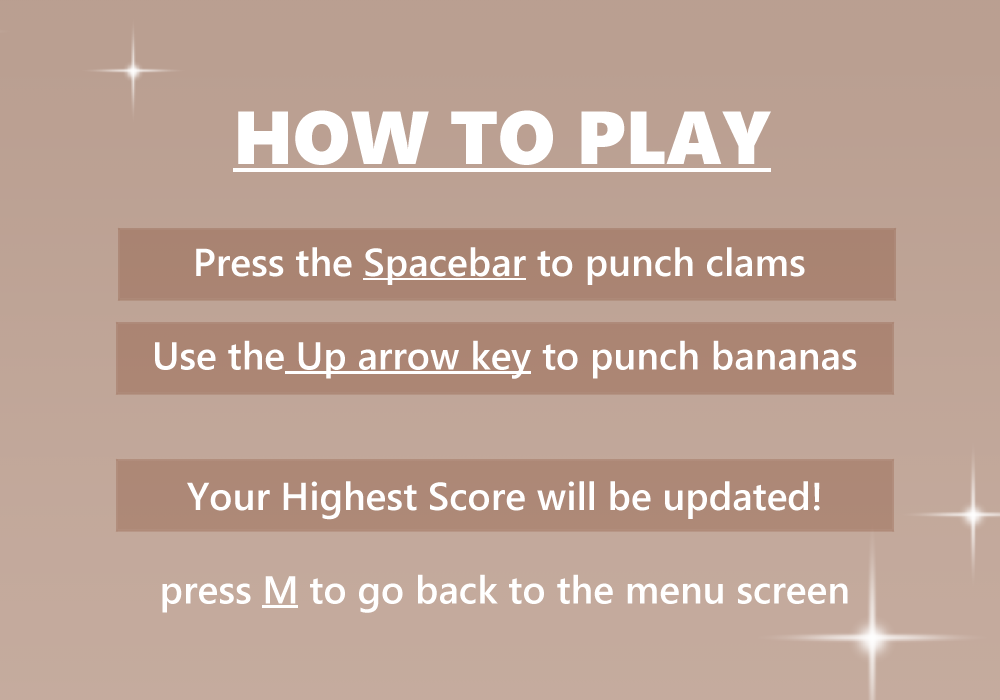 HOW TO PLAY
Press the Spacebar to punch clams
Use the Up arrow key to punch bananas
Your Highest Score will be updated!
press M to go back to the menu screen